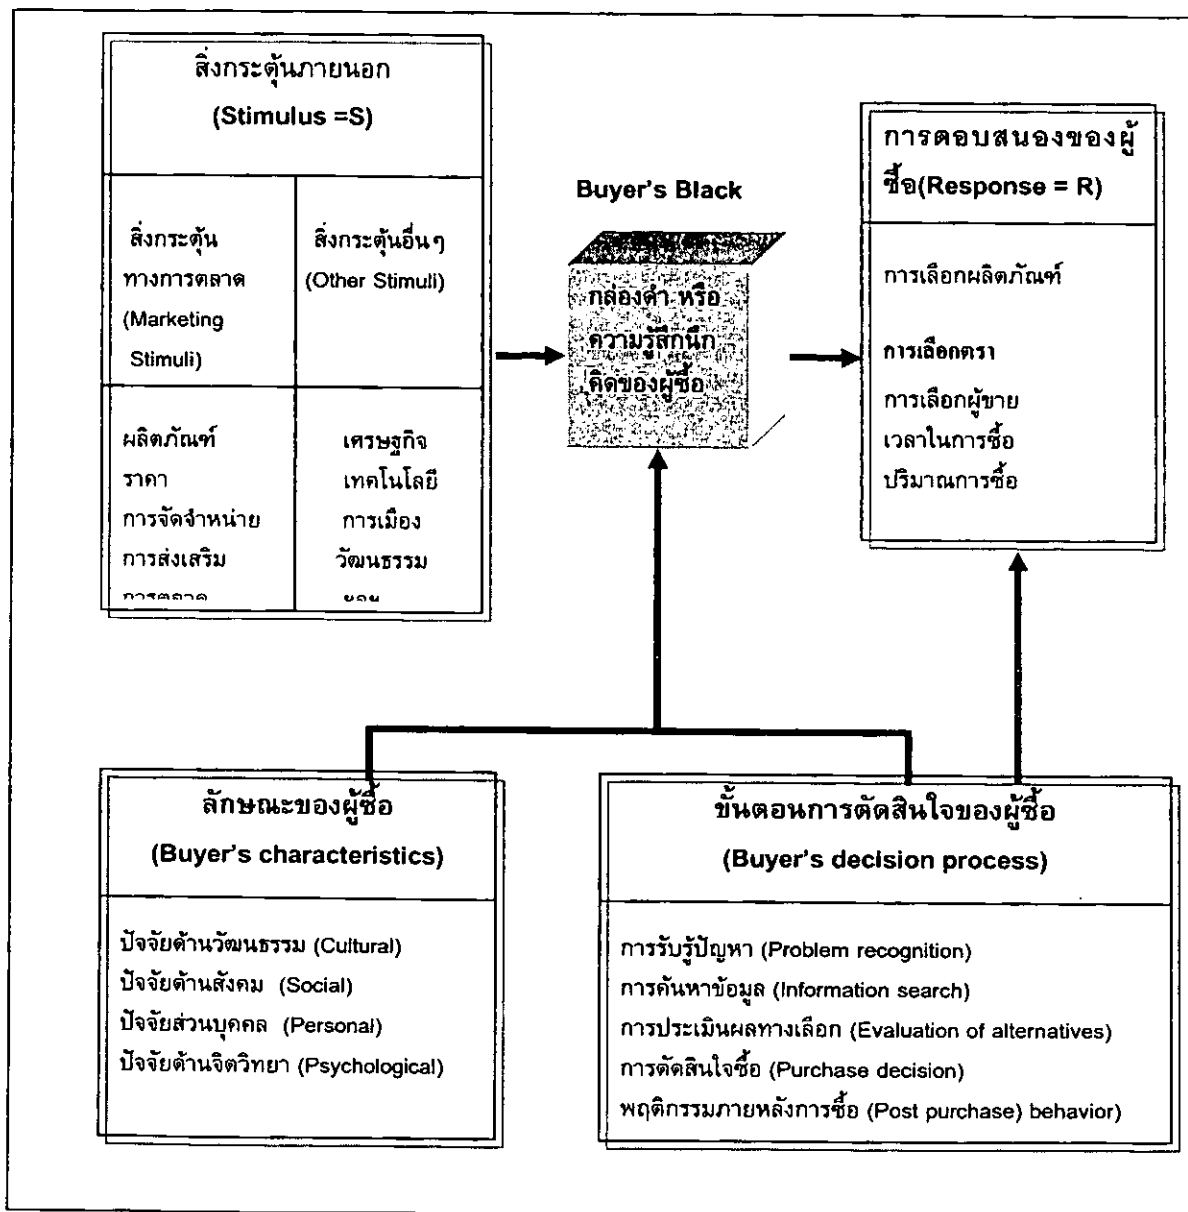 สิ่งกระตุ้นภายนอก
(Stimulus =S)
สิ่งกระตุ้น
ทางการตลาด
(Marketing
Stimuli)
สิ่งกระตุ้นอื่นๆ
(Other Stimuli)
ผลิตภัณฑ์
ราคา
การจัดจำหน่าย
การส่งเสริม
การตลาด
เศรษฐกิจ
เทคโนโลยี
การเมือง
วัฒนธรรม
Buyer's Black
กล่องดำ หรือ
ความรู้สึกนึก
คิดของผู้ซื้อ
การตอบสนองของผู้
ซื้อ(Response = R)
การเลือกผลิตภัณฑ์
การเลือกตรา
การเลือกผู้ขาย
เวลาในการซื้อ
ปริมาณการซื้อ
ลักษณะของผู้ซื้อ
(Buyer's characteristics)
ปัจจัยด้านวัฒนธรรม (Cultural)
ปัจจัยด้านสังคม (Social)
ปัจจัยส่วนบุคคล (Personal)
ปัจจัยด้านจิตวิทยา (Psychological)
ขั้นตอนการตัดสินใจของผู้ซื้อ
(Buyer's decision process)
การรับรู้ปัญหา (Problem recognition)
การค้นหาข้อมูล (Information search)
การประเมินผลทางเลือก (Evaluation of alternatives)
การตัดสินใจซื้อ (Purchase decision)
พฤติกรรมภายหลังการซื้อ (Post purchase) behavior)